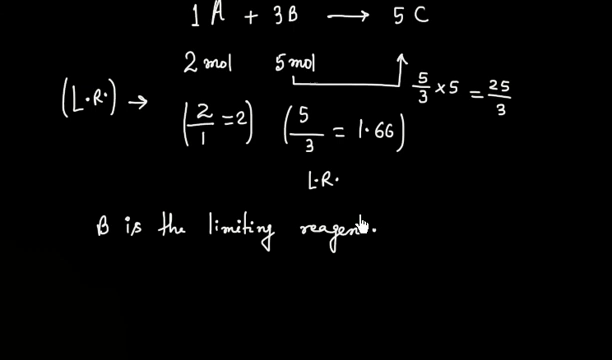 1 A + 3 B ⟶ 5 C
2 mol 5 mol
5/3 × 5 = 25/3
(L.R.) → (2/1 = 2) (5/3 = 1.66)
L.R.
B is the limiting reagent.